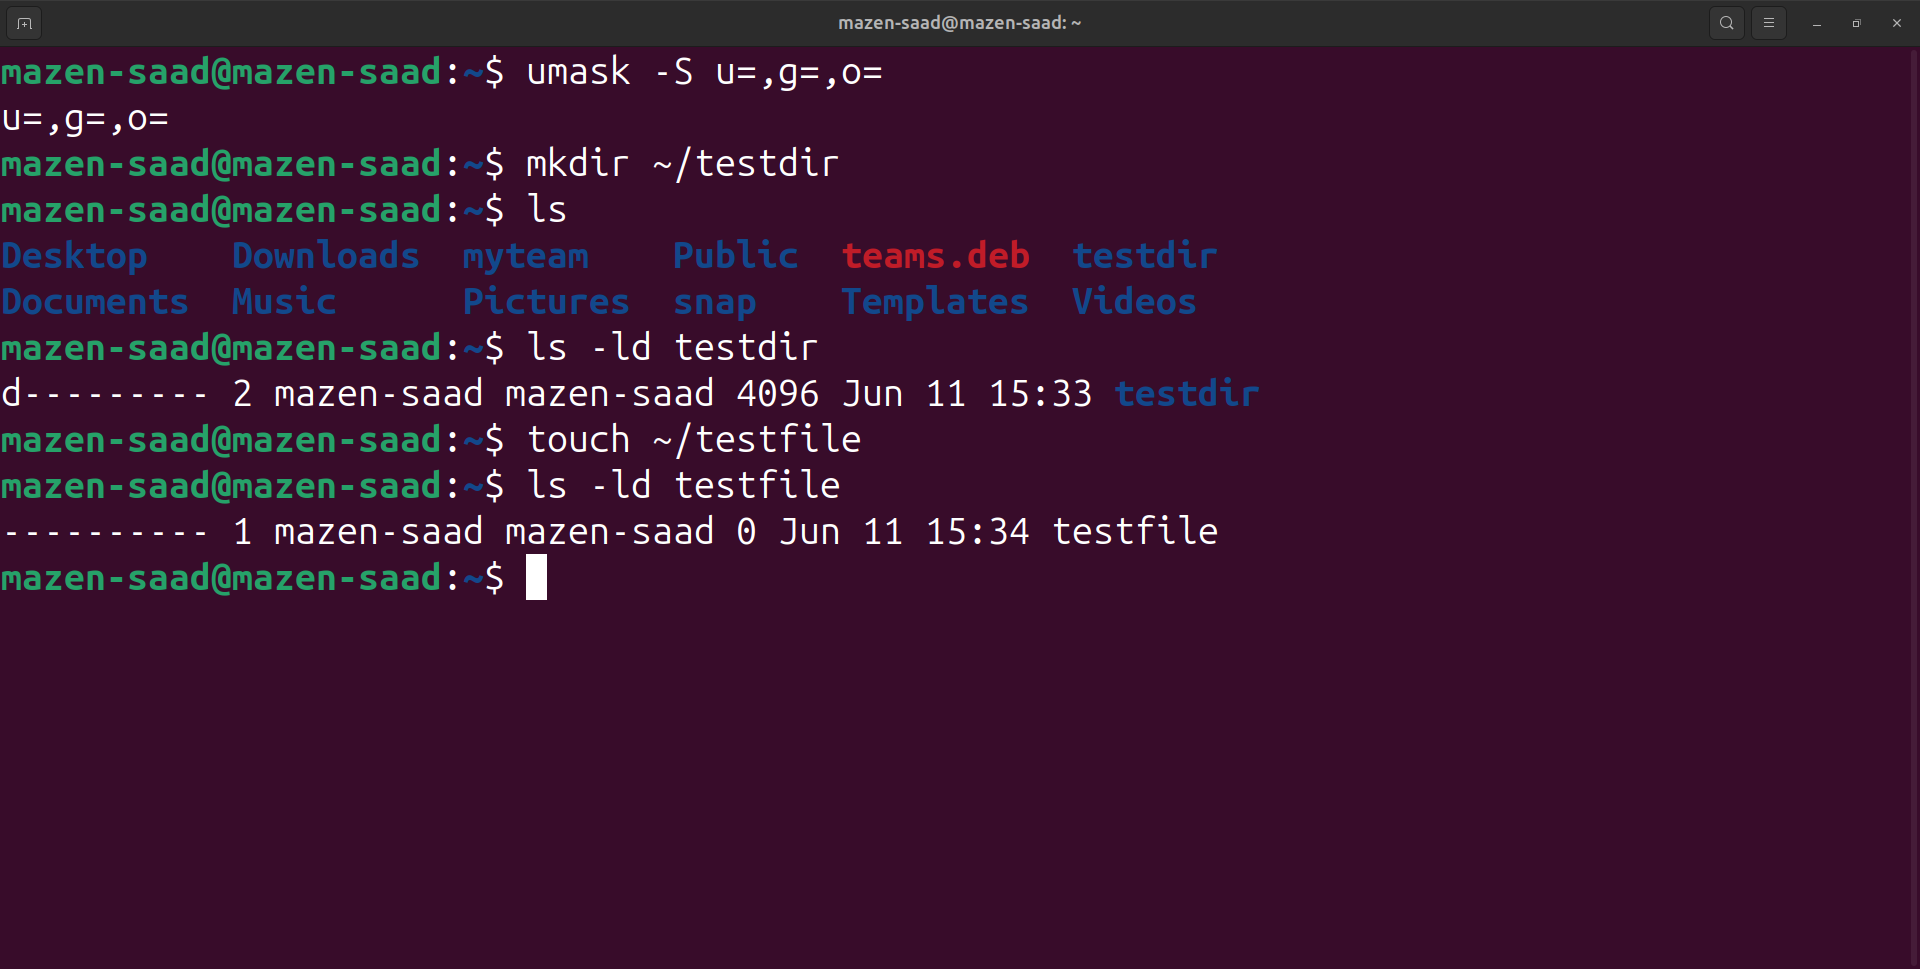 mazen-saad@mazen-saad: ~
mazen-saad@mazen-saad:~$ umask -S u=,g=,o=
u=,g=,o=
mazen-saad@mazen-saad:~$ mkdir ~/testdir
mazen-saad@mazen-saad:~$ ls
Desktop    Downloads  myteam    Public  teams.deb  testdir
Documents  Music      Pictures  snap    Templates  Videos
mazen-saad@mazen-saad:~$ ls -ld testdir
d--------- 2 mazen-saad mazen-saad 4096 Jun 11 15:33 testdir
mazen-saad@mazen-saad:~$ touch ~/testfile
mazen-saad@mazen-saad:~$ ls -ld testfile
---------- 1 mazen-saad mazen-saad 0 Jun 11 15:34 testfile
mazen-saad@mazen-saad:~$